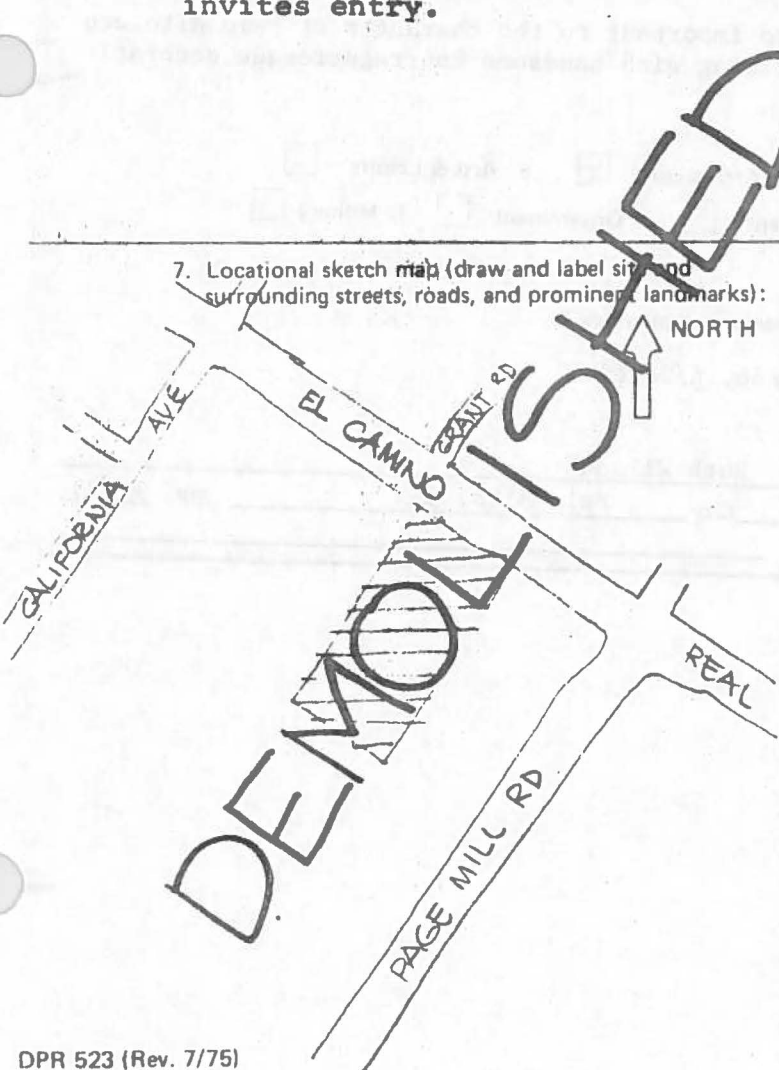 invites entry.
7. Locational sketch map (draw and label site and
surrounding streets, roads, and prominent landmarks):
NORTH
CALIFORNIA AVE
EL CAMINO REAL
GRANT RD
PAGE MILL RD
DEMOLISHED
DPR 523 (Rev. 7/75)